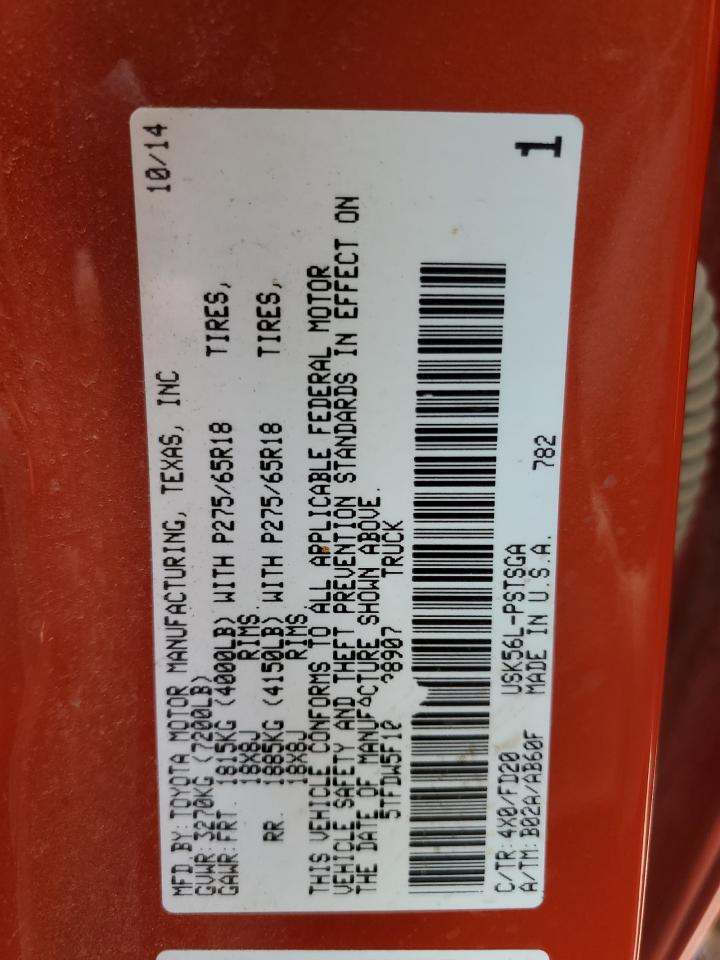 MFD.BY: TOYOTA MOTOR MANUFACTURING, TEXAS, INC 10/14
GVWR: 3270KG (7200LB)
GAWR: FRT. 1815KG (4000LB) WITH P275/65R18 TIRES,
18X8J RIMS,
RR. 1885KG (4150LB) WITH P275/65R18 TIRES,
18X8J RIMS.
THIS VEHICLE CONFORMS TO ALL APPLICABLE FEDERAL MOTOR
VEHICLE SAFETY AND THEFT PREVENTION STANDARDS IN EFFECT ON
THE DATE OF MANUFACTURE SHOWN ABOVE.
5TFDW5F10 38907 TRUCK
C/TR: 4X0/FD20 USK56L-PSTSGA
A/TM: B02A/AB60F MADE IN U.S.A. 782
1